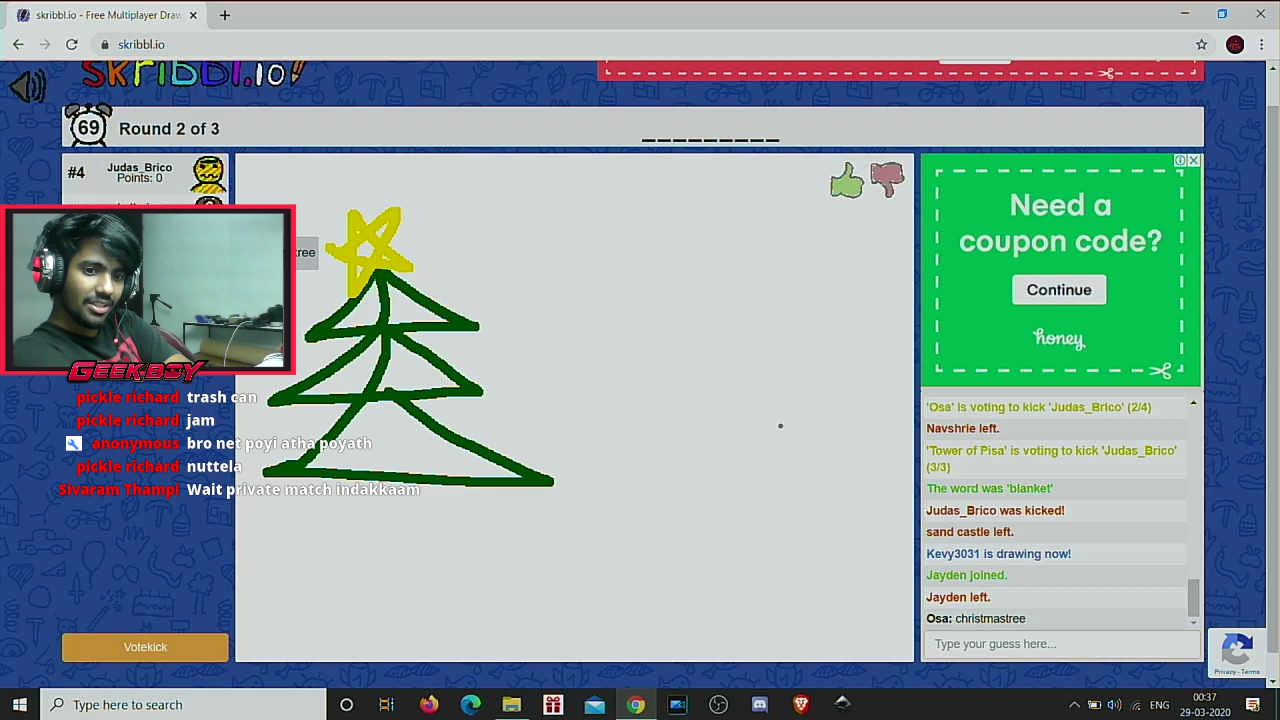 skribbl.io - Free Multiplayer Draw
skribbl.io
skribbl.io
69
Round 2 of 3
_________
#4
Judas_Brico
Points: 0
ree
GEEKBOY
pickle richard trash can
pickle richard jam
anonymous bro net poyi atha poyath
pickle richard nuttela
Sivaram Thampi Wait private match indakkaam
Votekick
Need a
coupon code?
Continue
honey
'Osa' is voting to kick 'Judas_Brico' (2/4)
Navshrie left.
'Tower of Pisa' is voting to kick 'Judas_Brico'
(3/3)
The word was 'blanket'
Judas_Brico was kicked!
sand castle left.
Kevy3031 is drawing now!
Jayden joined.
Jayden left.
Osa: christmastree
Type your guess here...
Privacy - Terms
Type here to search
ENG
00:37
29-03-2020